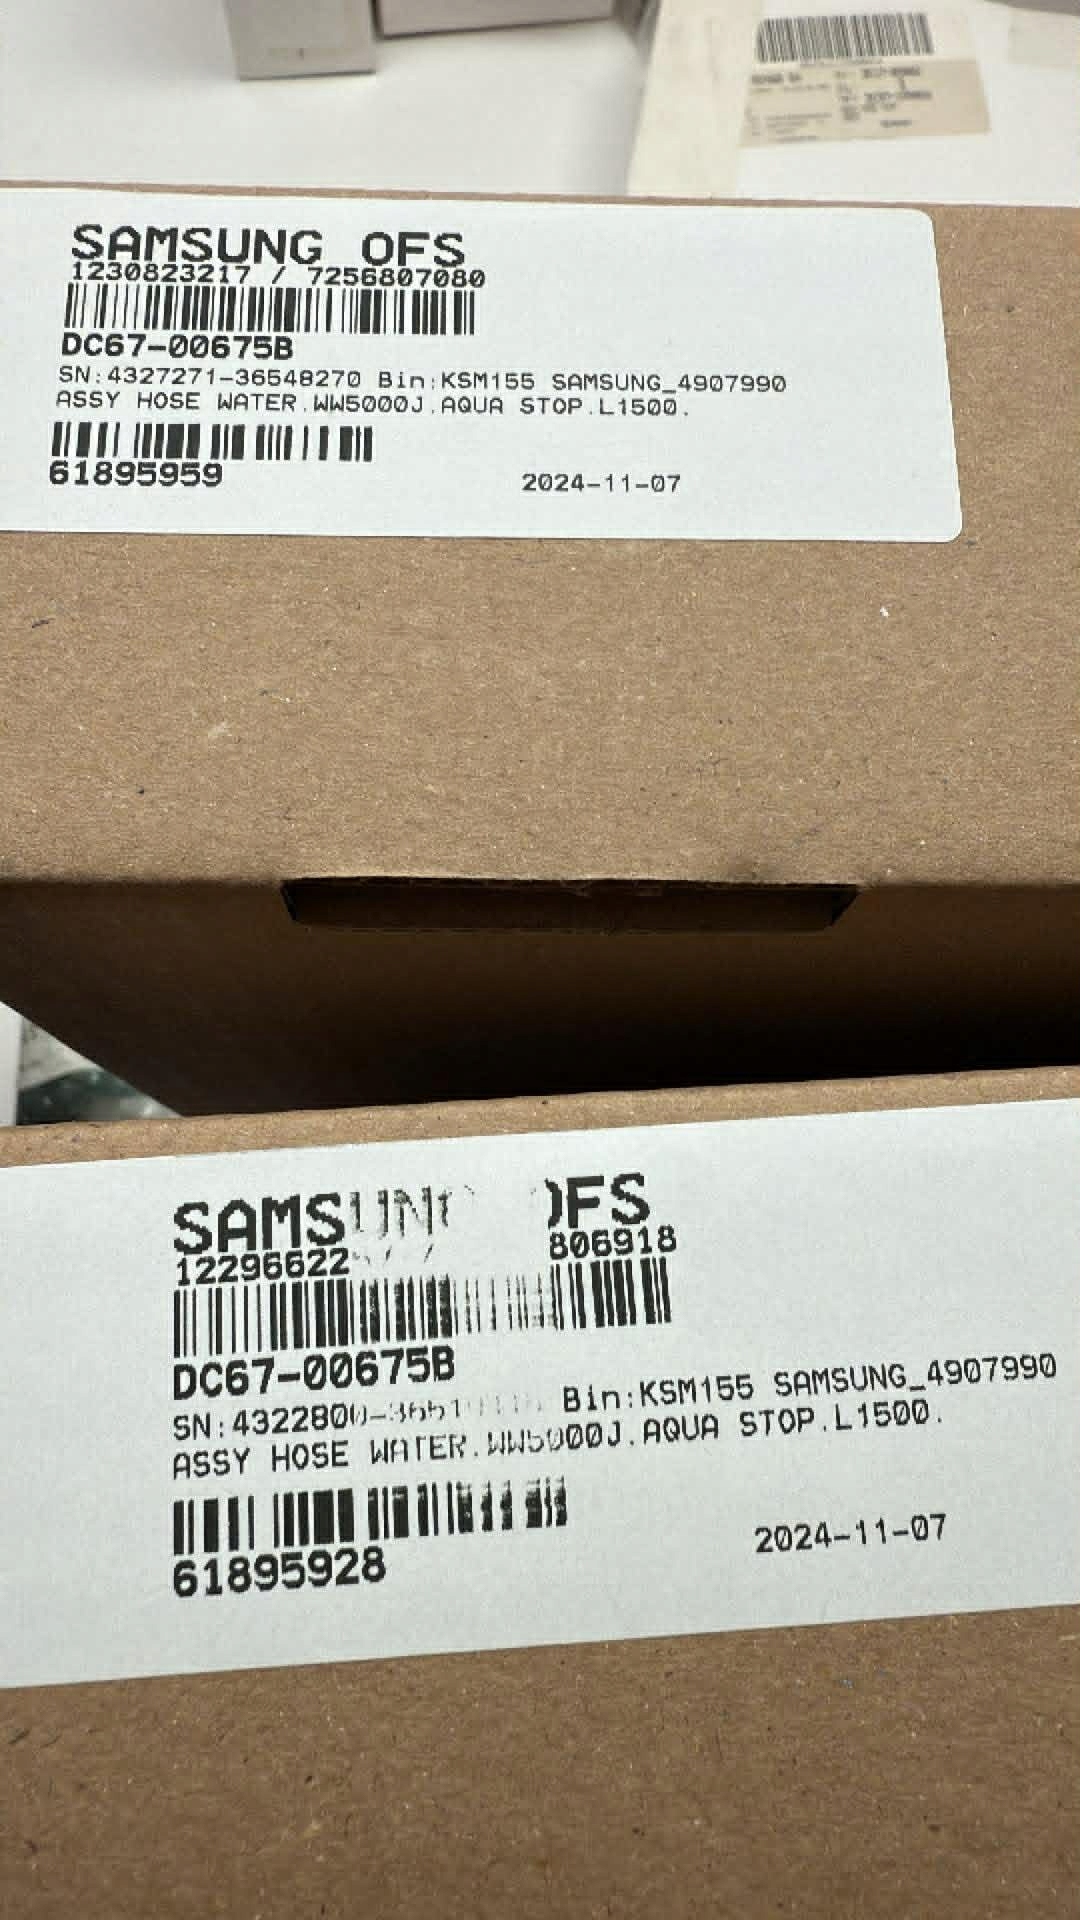 SAMSUNG OFS
1230823217 / 7256807080
DC67-00675B
SN:4327271-36548270 Bin:KSM155 SAMSUNG_4907990
ASSY HOSE WATER.WW5000J.AQUA STOP.L1500.
61895959
2024-11-07
OFS
DC67-00675B
Bin:KSM155 SAMSUNG_4907990
ASSY HOSE WATER.WW5000J.AQUA STOP.L1500.
61895928
2024-11-07